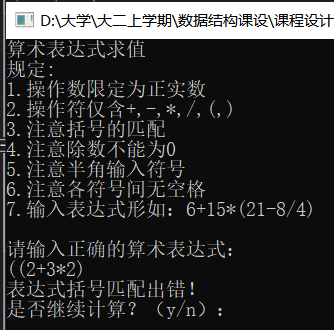 D:\大学\大二上学期\数据结构课设\课程设计
算术表达式求值
规定:
1.操作数限定为正实数
2.操作符仅含+,-,*,/,(,)
3.注意括号的匹配
4.注意除数不能为0
5.注意半角输入符号
6.注意各符号间无空格
7.输入表达式形如：6+15*(21-8/4)
请输入正确的算术表达式：
((2+3*2)
表达式括号匹配出错！
是否继续计算？（y/n）：